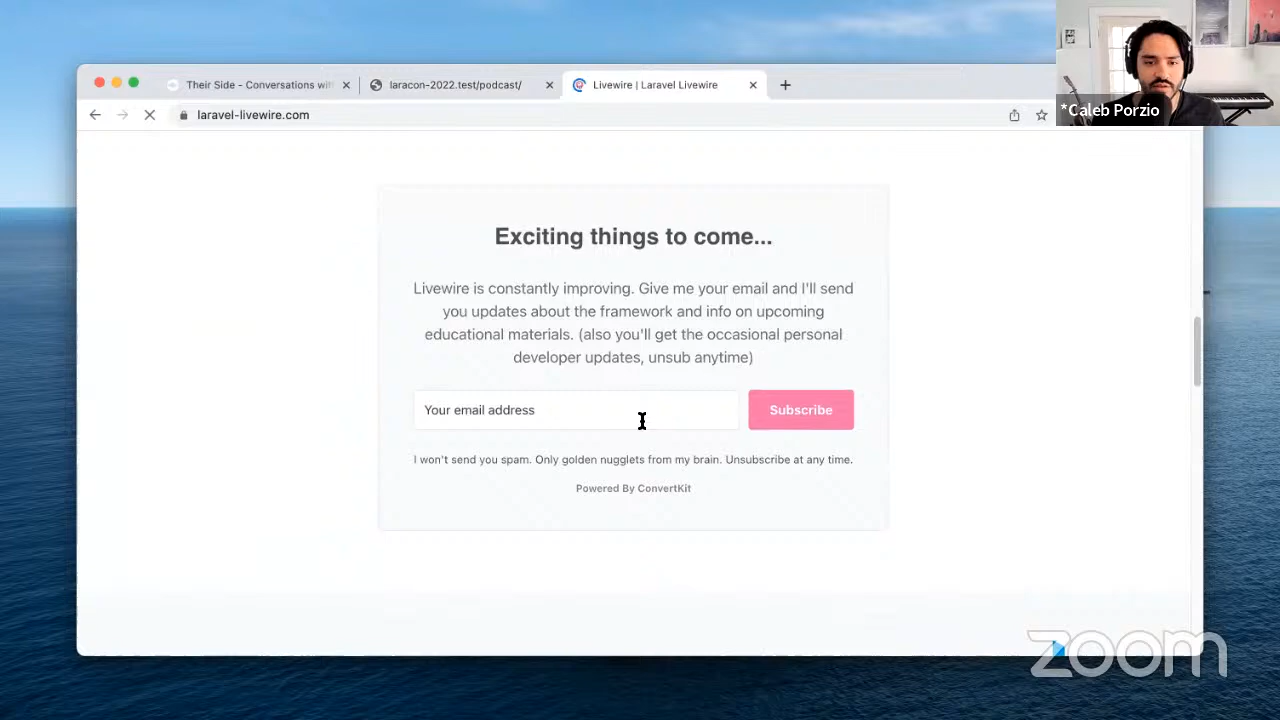 Their Side - Conversations with
laracon-2022.test/podcast/
Livewire | Laravel Livewire
laravel-livewire.com
*Caleb Porzio
Exciting things to come...
Livewire is constantly improving. Give me your email and I'll send
you updates about the framework and info on upcoming
educational materials. (also you'll get the occasional personal
developer updates, unsub anytime)
Your email address
Subscribe
I won't send you spam. Only golden nugglets from my brain. Unsubscribe at any time.
Powered By ConvertKit
zoom